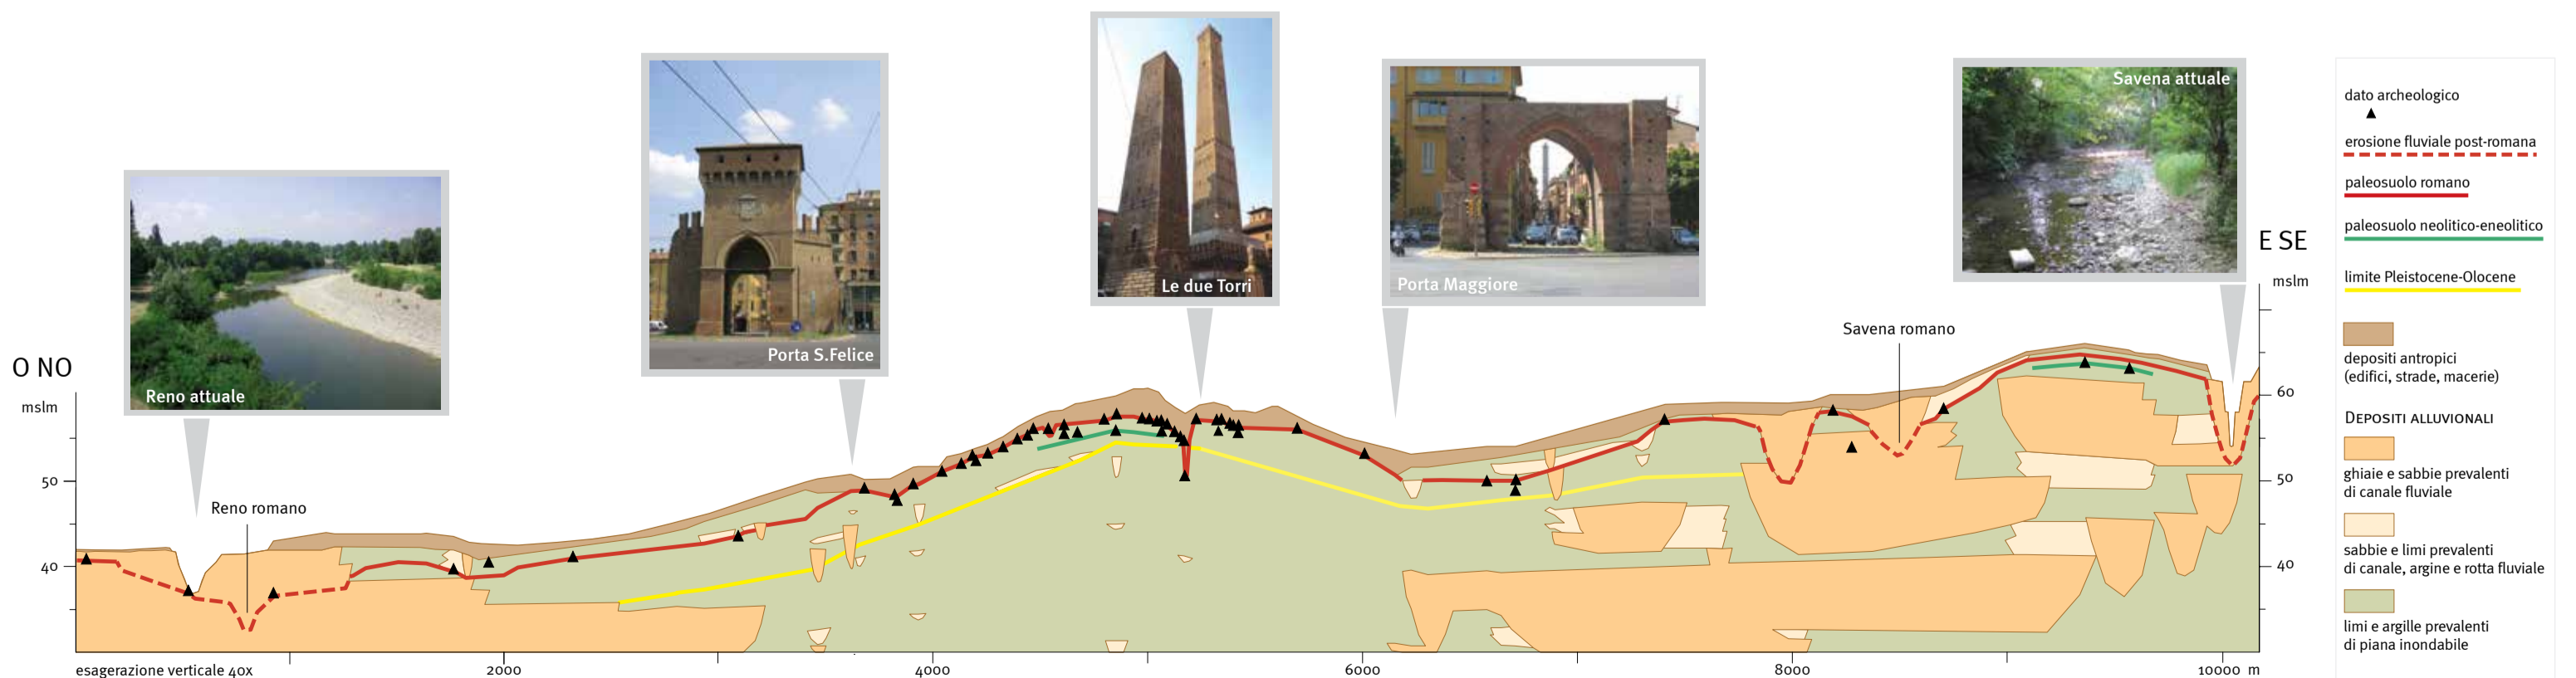 Savena attuale
dato archeologico
erosione fluviale post-romana
paleosuolo romano
paleosuolo neolitico-eneolitico
E SE
mslm
limite Pleistocene-Olocene
Le due Torri
Porta Maggiore
Savena romano
Porta S.Felice
O NO
mslm
Reno attuale
depositi antropici
(edifici, strade, macerie)
60
DEPOSITI ALLUVIONALI
50
50
ghiaie e sabbie prevalenti
di canale fluviale
Reno romano
40
40
sabbie e limi prevalenti
di canale, argine e rotta fluviale
limi e argille prevalenti
di piana inondabile
esagerazione verticale 40x
2000
4000
6000
8000
10000 m